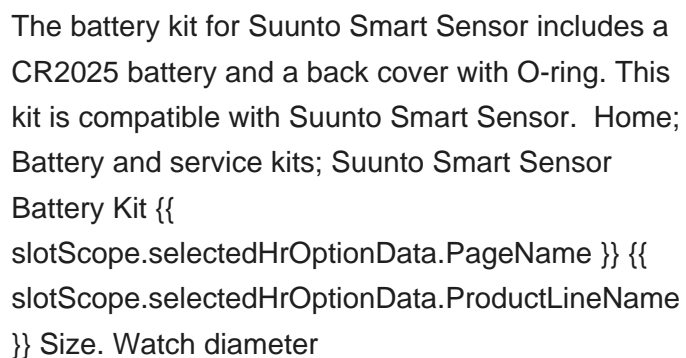 The battery kit for Suunto Smart Sensor includes a
CR2025 battery and a back cover with O-ring. This
kit is compatible with Suunto Smart Sensor.  Home;
Battery and service kits; Suunto Smart Sensor
Battery Kit {{
slotScope.selectedHrOptionData.PageName }} {{
slotScope.selectedHrOptionData.ProductLineName
}} Size. Watch diameter